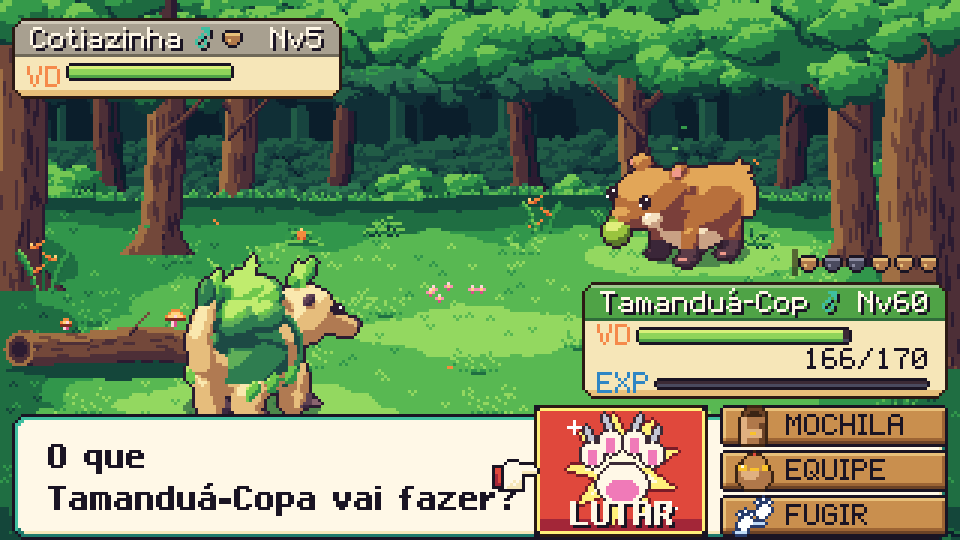 Cotiazinha ♂ Nv5
VD
Tamanduá-Cop ♂ Nv60
VD
166/170
EXP
O que
Tamanduá-Copa vai fazer?
LUTAR
MOCHILA
EQUIPE
FUGIR